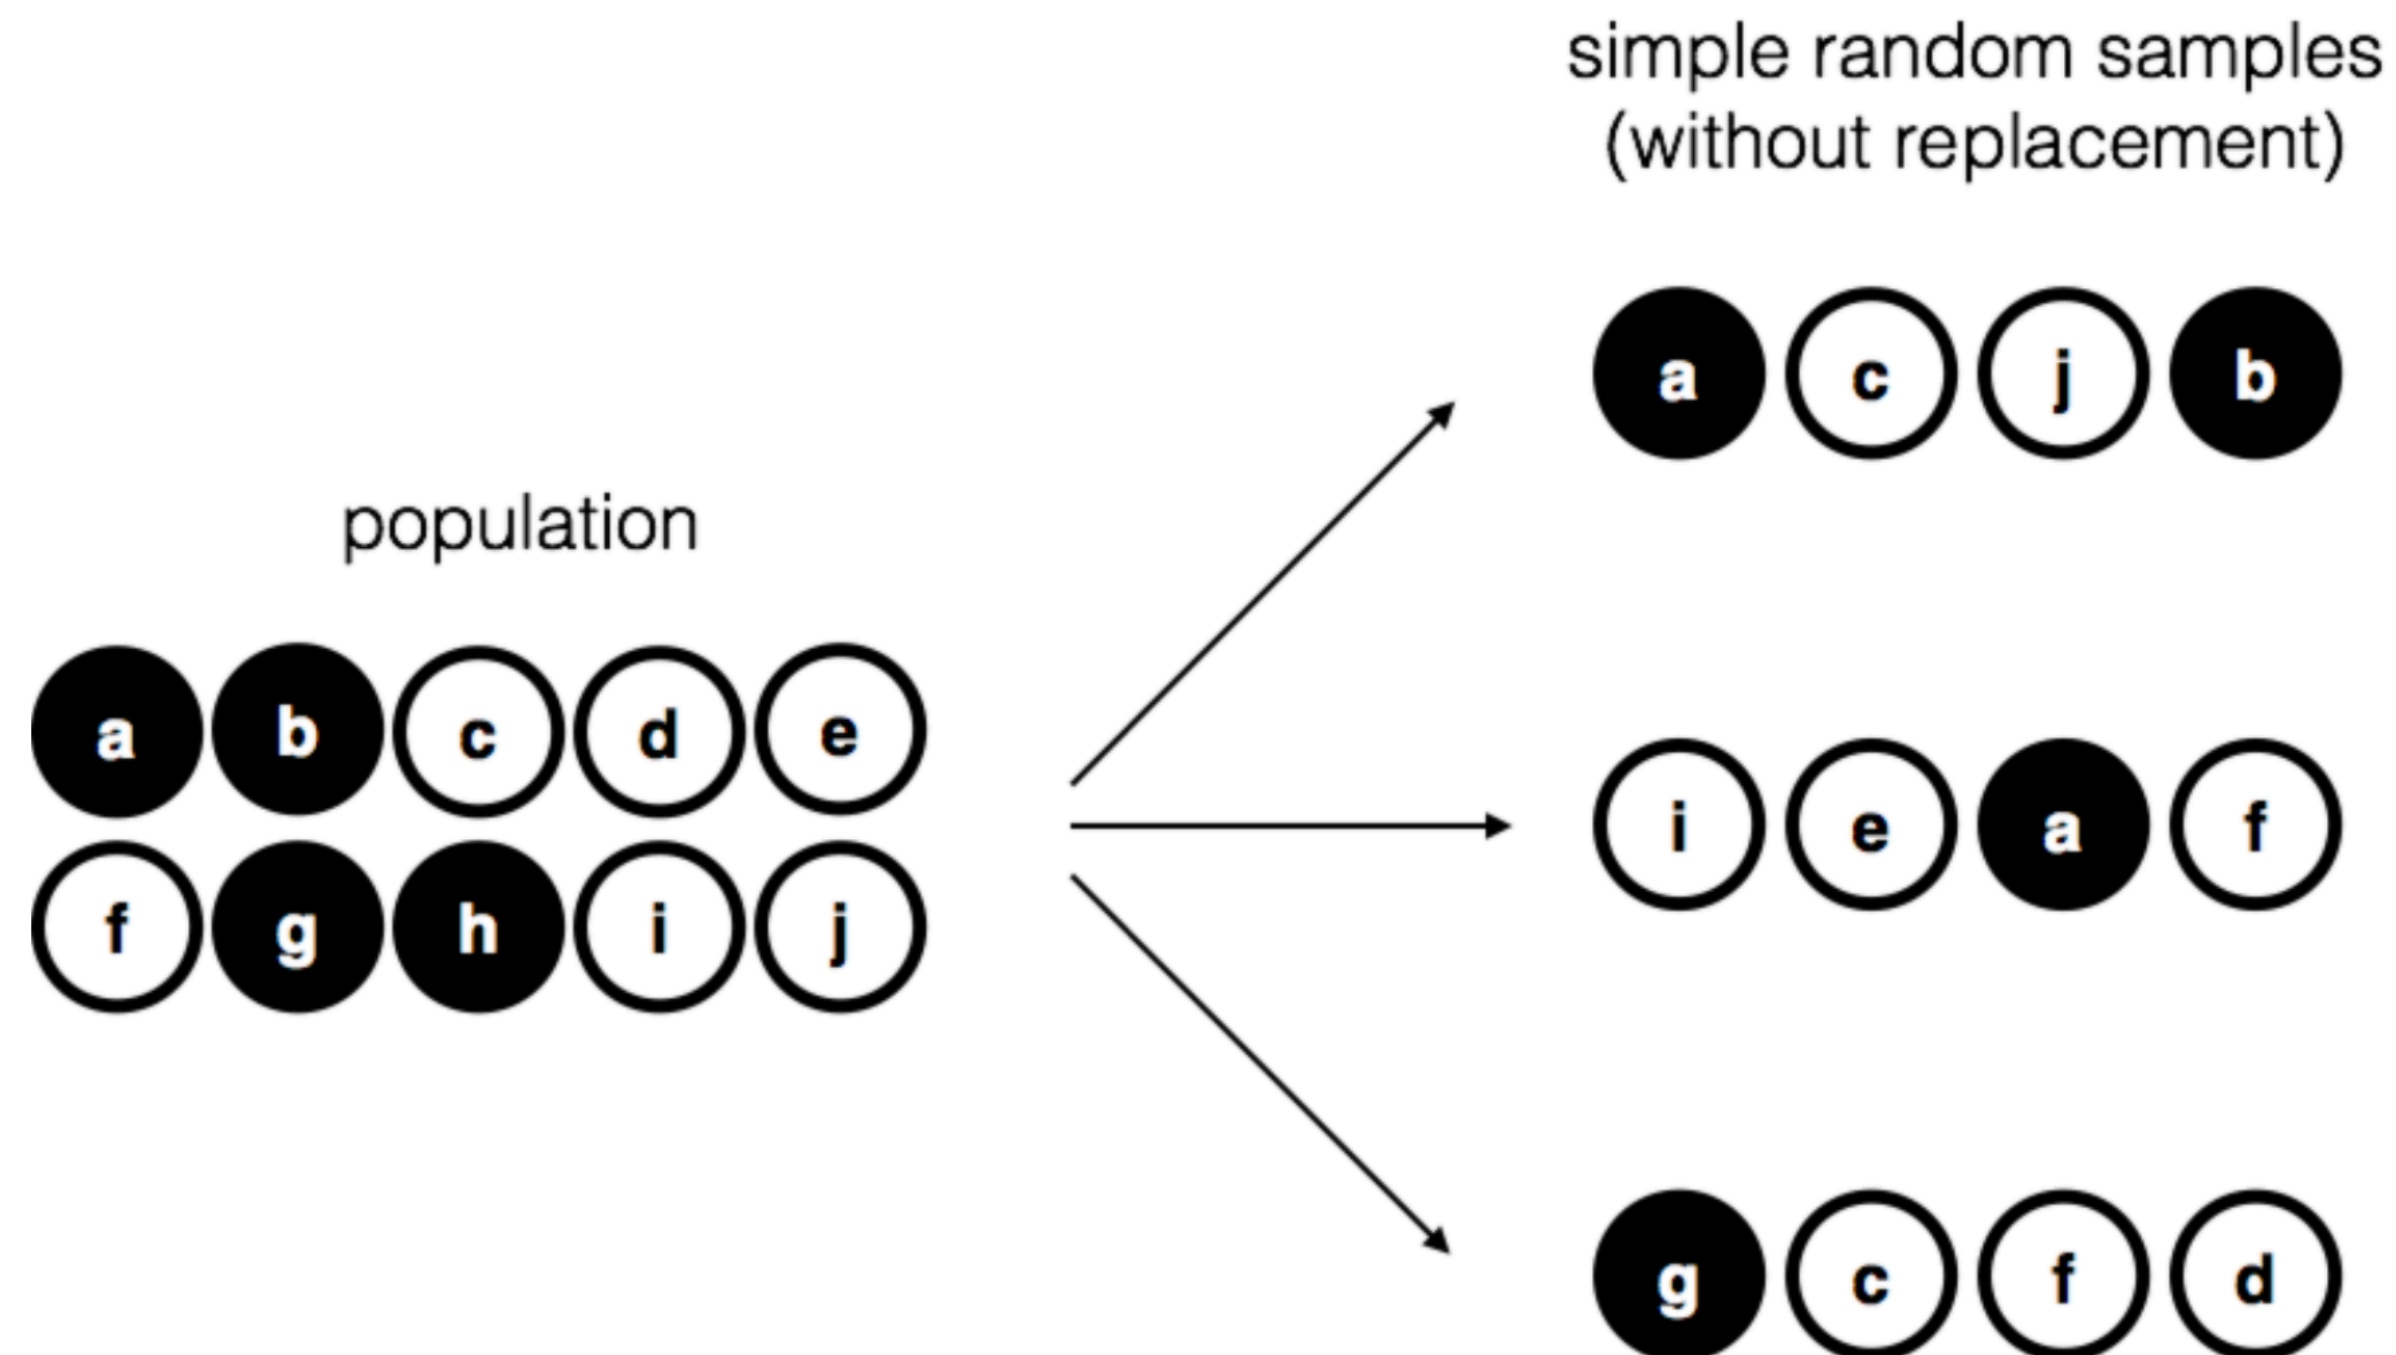 simple random samples
(without replacement)
a c j b
population
a b c d e
i e a f
f g h i j
g c f d